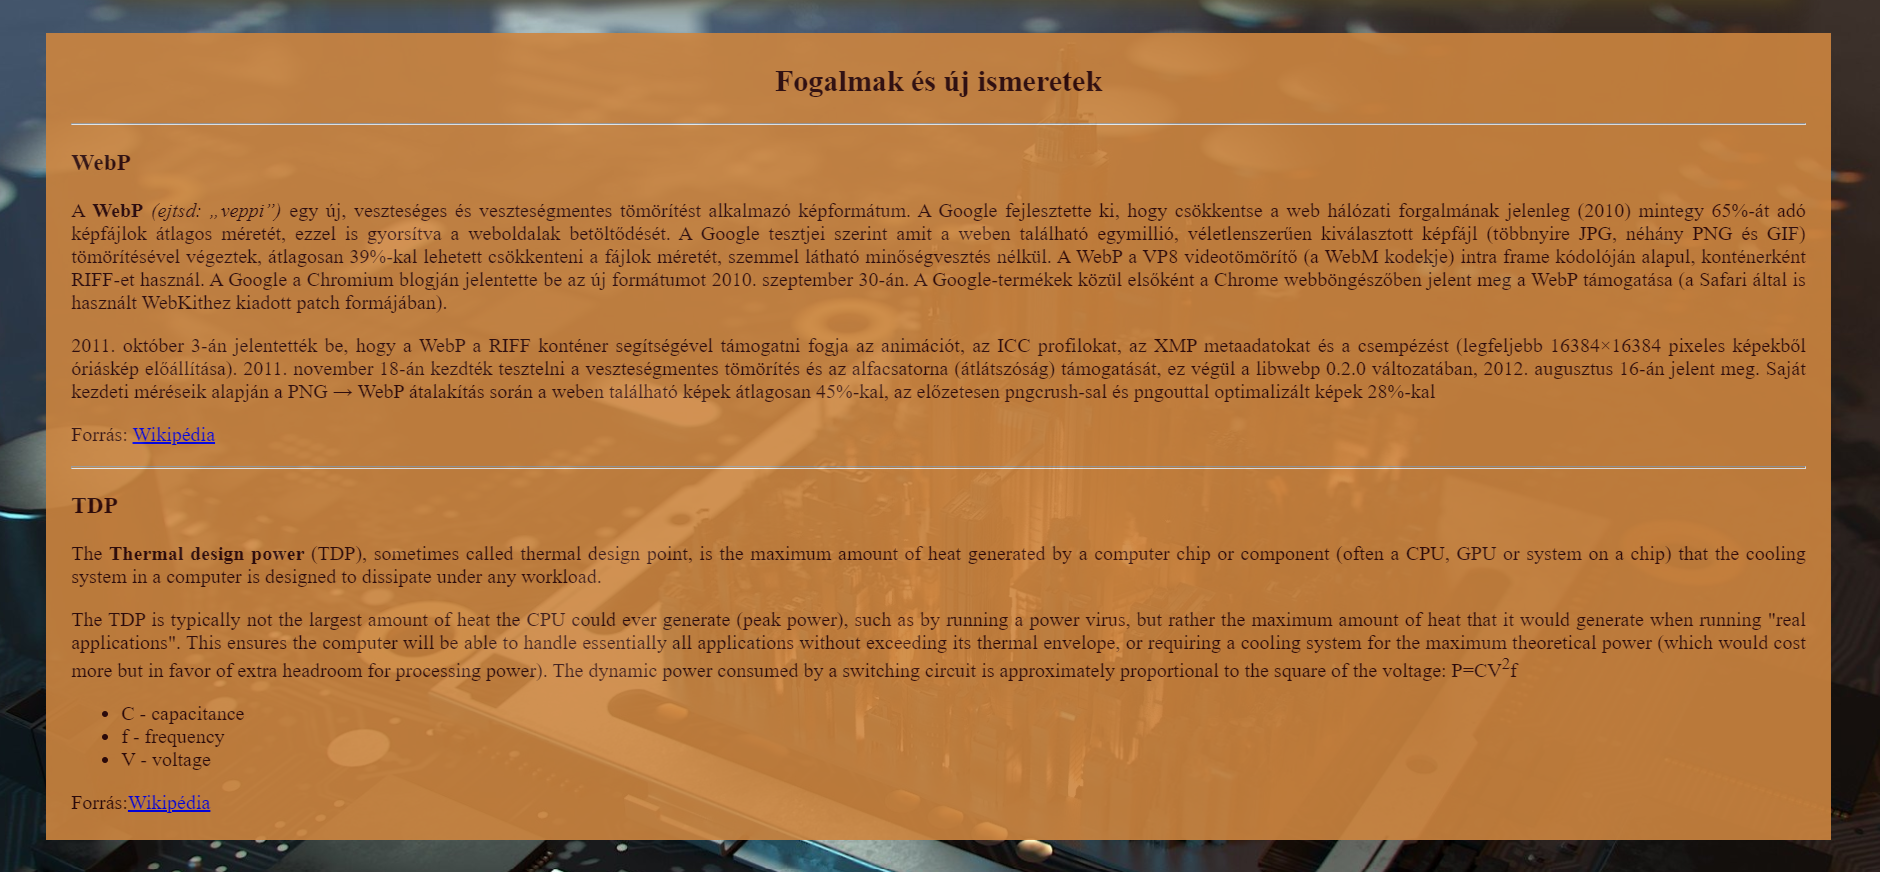 Fogalmak és új ismeretek
WebP
A WebP (ejtsd: „veppi”) egy új, veszteséges és veszteségmentes tömörítést alkalmazó képformátum. A Google fejlesztette ki, hogy csökkentse a web hálózati forgalmának jelenleg (2010) mintegy 65%-át adó
képfájlok átlagos méretét, ezzel is gyorsítva a weboldalak betöltődését. A Google tesztjei szerint amit a weben található egymillió, véletlenszerűen kiválasztott képfájl (többnyire JPG, néhány PNG és GIF)
tömörítésével végeztek, átlagosan 39%-kal lehetett csökkenteni a fájlok méretét, szemmel látható minőségvesztés nélkül. A WebP a VP8 videotömörítő (a WebM kodekje) intra frame kódolóján alapul, konténerként
RIFF-et használ. A Google a Chromium blogján jelentette be az új formátumot 2010. szeptember 30-án. A Google-termékek közül elsőként a Chrome webböngészőben jelent meg a WebP támogatása (a Safari által is
használt WebKithez kiadott patch formájában).
2011. október 3-án jelentették be, hogy a WebP a RIFF konténer segítségével támogatni fogja az animációt, az ICC profilokat, az XMP metaadatokat és a csempézést (legfeljebb 16384×16384 pixeles képekből
óriáskép előállítása). 2011. november 18-án kezdték tesztelni a veszteségmentes tömörítés és az alfacsatorna (átlátszóság) támogatását, ez végül a libwebp 0.2.0 változatában, 2012. augusztus 16-án jelent meg. Saját
kezdeti méréseik alapján a PNG → WebP átalakítás során a weben található képek átlagosan 45%-kal, az előzetesen pngcrush-sal és pngouttal optimalizált képek 28%-kal
Forrás: Wikipédia
TDP
The Thermal design power (TDP), sometimes called thermal design point, is the maximum amount of heat generated by a computer chip or component (often a CPU, GPU or system on a chip) that the cooling
system in a computer is designed to dissipate under any workload.
The TDP is typically not the largest amount of heat the CPU could ever generate (peak power), such as by running a power virus, but rather the maximum amount of heat that it would generate when running "real
applications". This ensures the computer will be able to handle essentially all applications without exceeding its thermal envelope, or requiring a cooling system for the maximum theoretical power (which would cost
more but in favor of extra headroom for processing power). The dynamic power consumed by a switching circuit is approximately proportional to the square of the voltage: P=CV²f
• C - capacitance
• f - frequency
• V - voltage
Forrás:Wikipédia